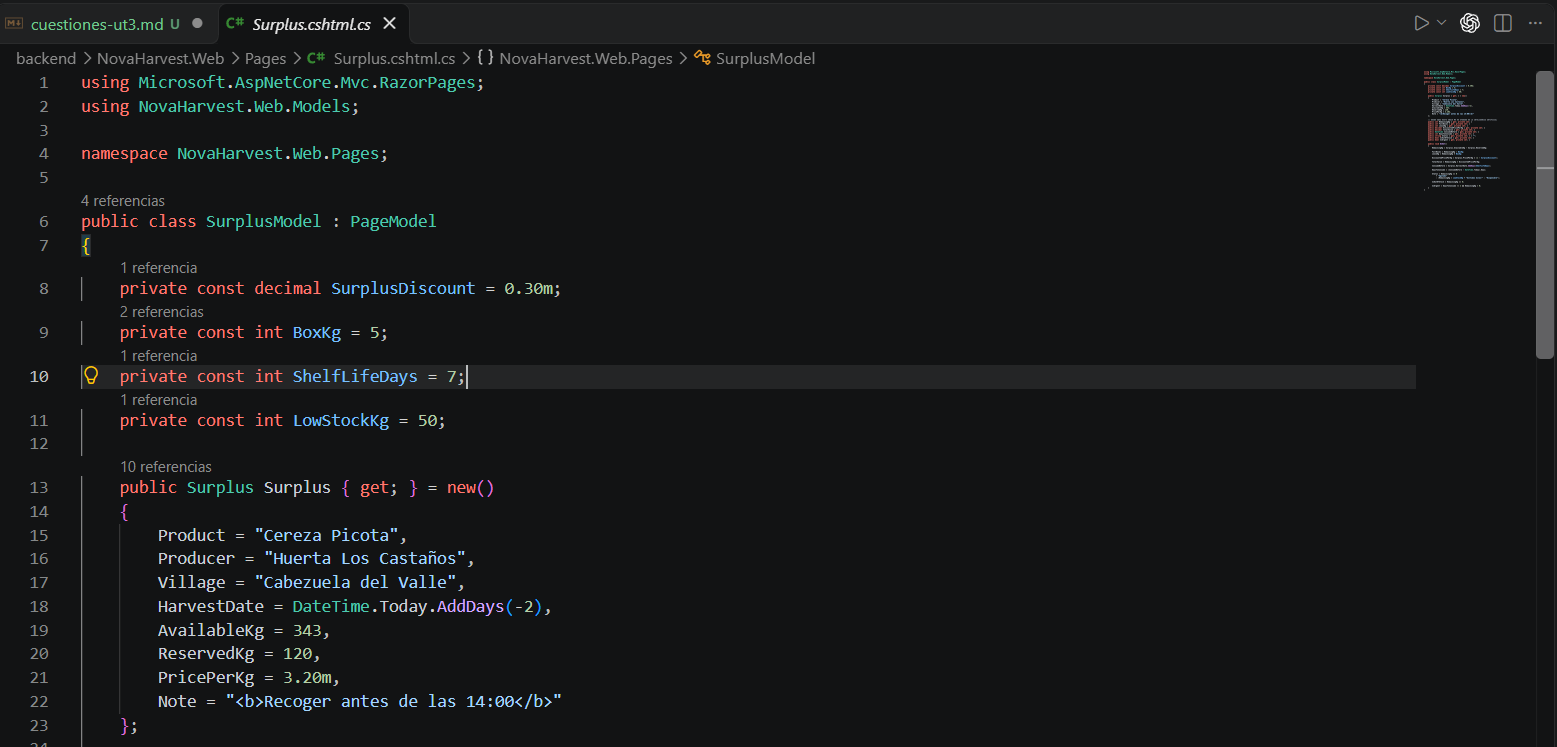 cuestiones-ut3.md U
Surplus.cshtml.cs
backend > NovaHarvest.Web > Pages > C# Surplus.cshtml.cs > {} NovaHarvest.Web.Pages > SurplusModel
1 using Microsoft.AspNetCore.Mvc.RazorPages;
2 using NovaHarvest.Web.Models;
3
4 namespace NovaHarvest.Web.Pages;
5
4 referencias
6 public class SurplusModel : PageModel
7 {
1 referencia
8 private const decimal SurplusDiscount = 0.30m;
2 referencias
9 private const int BoxKg = 5;
1 referencia
10 private const int ShelfLifeDays = 7;
1 referencia
11 private const int LowStockKg = 50;
12
10 referencias
13 public Surplus Surplus { get; } = new()
14 {
15 Product = "Cereza Picota",
16 Producer = "Huerta Los Castaños",
17 Village = "Cabezuela del Valle",
18 HarvestDate = DateTime.Today.AddDays(-2),
19 AvailableKg = 343,
20 ReservedKg = 120,
21 PricePerKg = 3.20m,
22 Note = "<b>Recoger antes de las 14:00</b>"
23 };